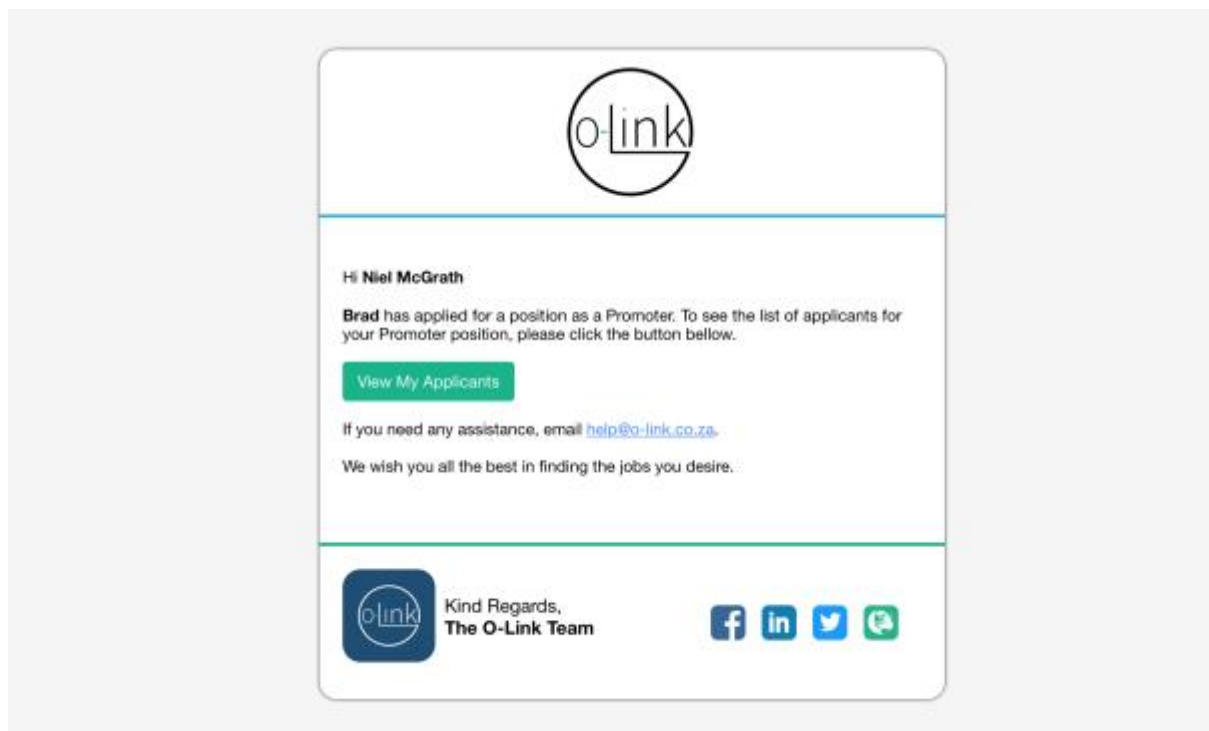 o-link
Hi Niel McGrath
Brad has applied for a position as a Promoter. To see the list of applicants for
your Promoter position, please click the button bellow.
View My Applicants
If you need any assistance, email help@o-link.co.za.
We wish you all the best in finding the jobs you desire.
o-link
Kind Regards,
The O-Link Team
f in